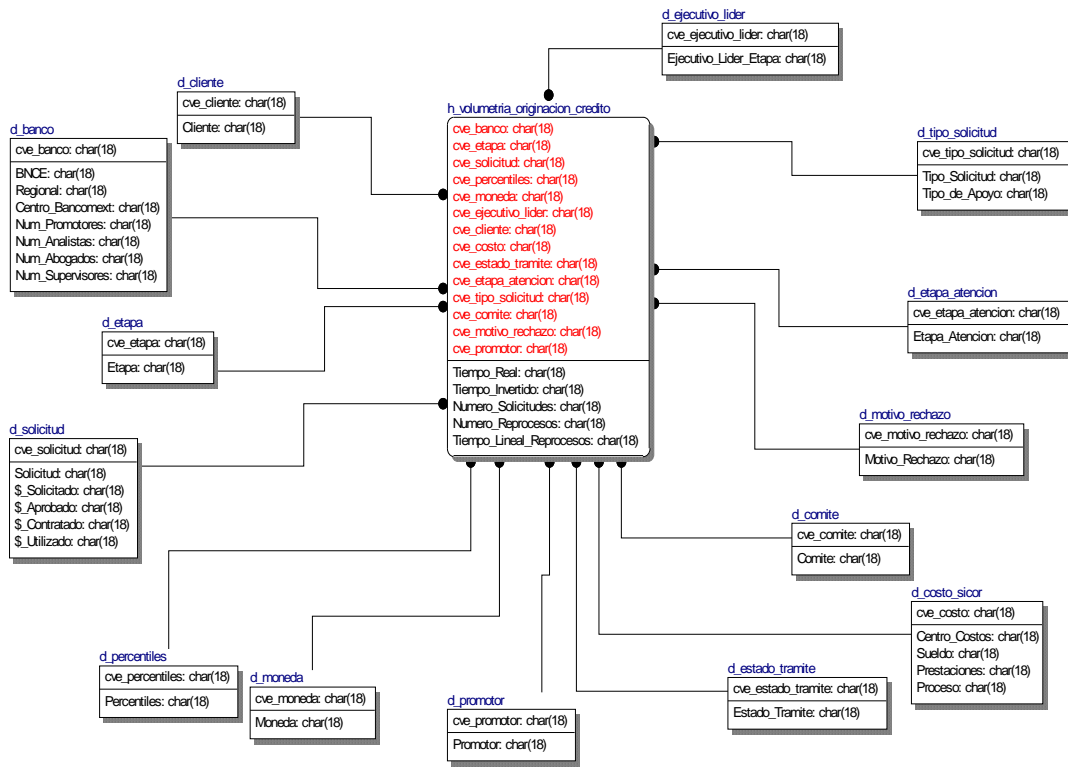 d_ejecutivo_lider
cve_ejecutivo_lider: char(18)
Ejecutivo_Lider_Etapa: char(18)
d_cliente
cve_cliente: char(18)
Cliente: char(18)
d_banco
cve_banco: char(18)
BNCE: char(18)
Regional: char(18)
Centro_Bancomext: char(18)
Num_Promotores: char(18)
Num_Analistas: char(18)
Num_Abogados: char(18)
Num_Supervisores: char(18)
h_volumetria_originacion_credito
cve_banco: char(18)
cve_etapa: char(18)
cve_solicitud: char(18)
cve_percentiles: char(18)
cve_moneda: char(18)
cve_ejecutivo_lider: char(18)
cve_cliente: char(18)
cve_costo: char(18)
cve_estado_tramite: char(18)
cve_etapa_atencion: char(18)
cve_tipo_solicitud: char(18)
cve_comite: char(18)
cve_motivo_rechazo: char(18)
cve_promotor: char(18)
Tiempo_Real: char(18)
Tiempo_Invertido: char(18)
Numero_Solicitudes: char(18)
Numero_Reprocesos: char(18)
Tiempo_Lineal_Reprocesos: char(18)
d_tipo_solicitud
cve_tipo_solicitud: char(18)
Tipo_Solicitud: char(18)
Tipo_de_Apoyo: char(18)
d_etapa_atencion
cve_etapa_atencion: char(18)
Etapa_Atencion: char(18)
d_etapa
cve_etapa: char(18)
Etapa: char(18)
d_motivo_rechazo
cve_motivo_rechazo: char(18)
Motivo_Rechazo: char(18)
d_solicitud
cve_solicitud: char(18)
Solicitud: char(18)
$_Solicitado: char(18)
$_Aprobado: char(18)
$_Contratado: char(18)
$_Utilizado: char(18)
d_comite
cve_comite: char(18)
Comite: char(18)
d_costo_sicor
cve_costo: char(18)
Centro_Costos: char(18)
Sueldo: char(18)
Prestaciones: char(18)
Proceso: char(18)
d_percentiles
cve_percentiles: char(18)
Percentiles: char(18)
d_moneda
cve_moneda: char(18)
Moneda: char(18)
d_promotor
cve_promotor: char(18)
Promotor: char(18)
d_estado_tramite
cve_estado_tramite: char(18)
Estado_Tramite: char(18)